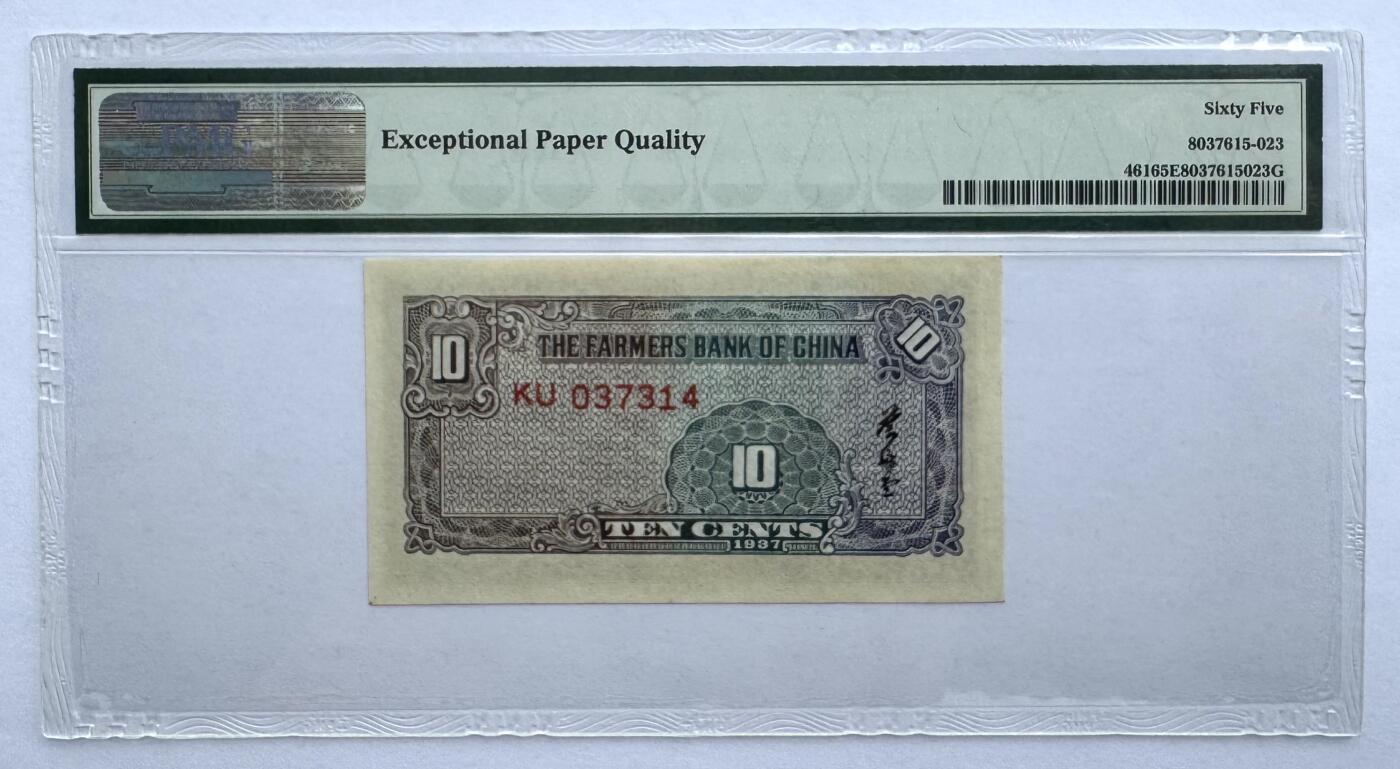 Sixty Five
Exceptional Paper Quality
8037615-023
46165E8037615023G
10
10
THE FARMERS BANK OF CHINA
KU 037314
10
TEN CENTS
1937